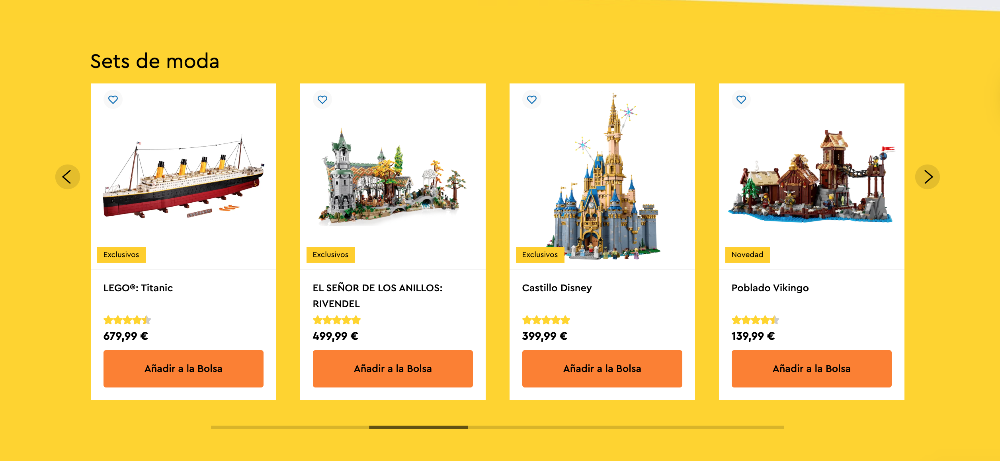 Sets de moda
Exclusivos
LEGO®: Titanic
679,99 €
Añadir a la Bolsa
Exclusivos
EL SEÑOR DE LOS ANILLOS:
RIVENDEL
499,99 €
Añadir a la Bolsa
Exclusivos
Castillo Disney
399,99 €
Añadir a la Bolsa
Novedad
Poblado Vikingo
139,99 €
Añadir a la Bolsa